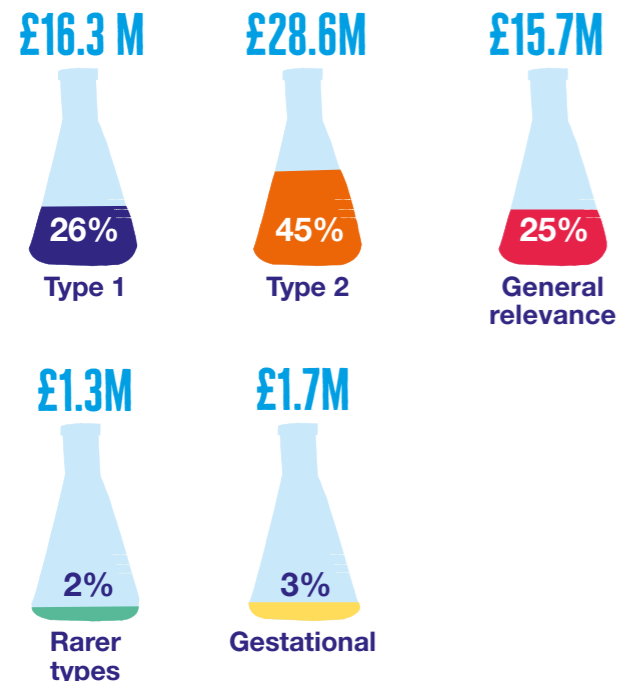 £16.3 M
£28.6M
£15.7M
26%
45%
25%
Type 1
Type 2
General
relevance
£1.3M
£1.7M
2%
3%
Rarer
types
Gestational